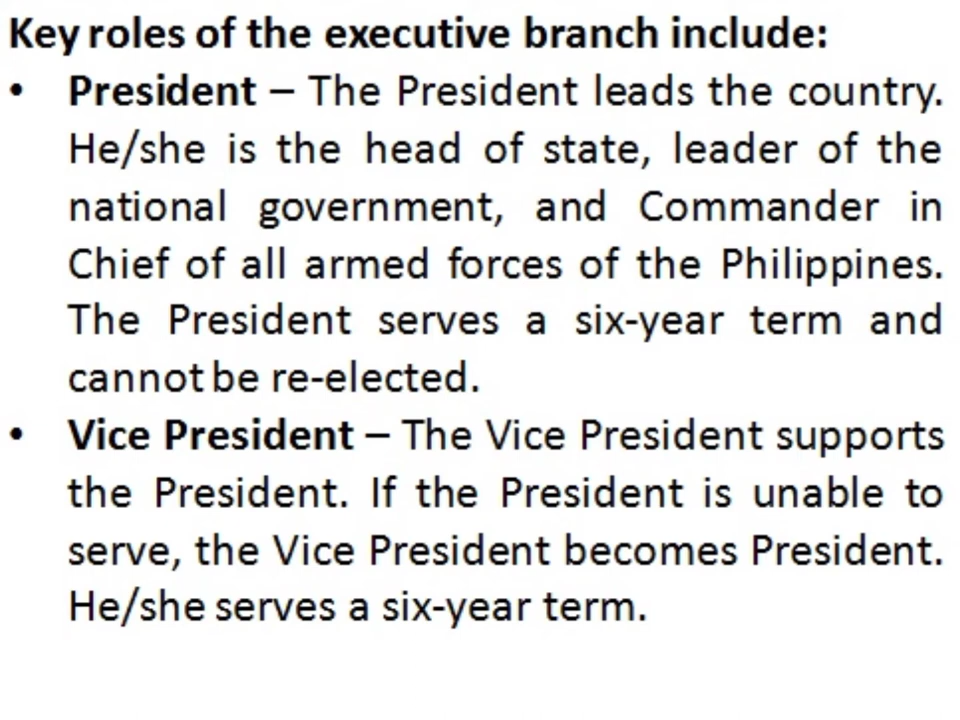 Key roles of the executive branch include:
• President – The President leads the country.
He/she is the head of state, leader of the
national government, and Commander in
Chief of all armed forces of the Philippines.
The President serves a six-year term and
cannot be re-elected.
• Vice President – The Vice President supports
the President. If the President is unable to
serve, the Vice President becomes President.
He/she serves a six-year term.